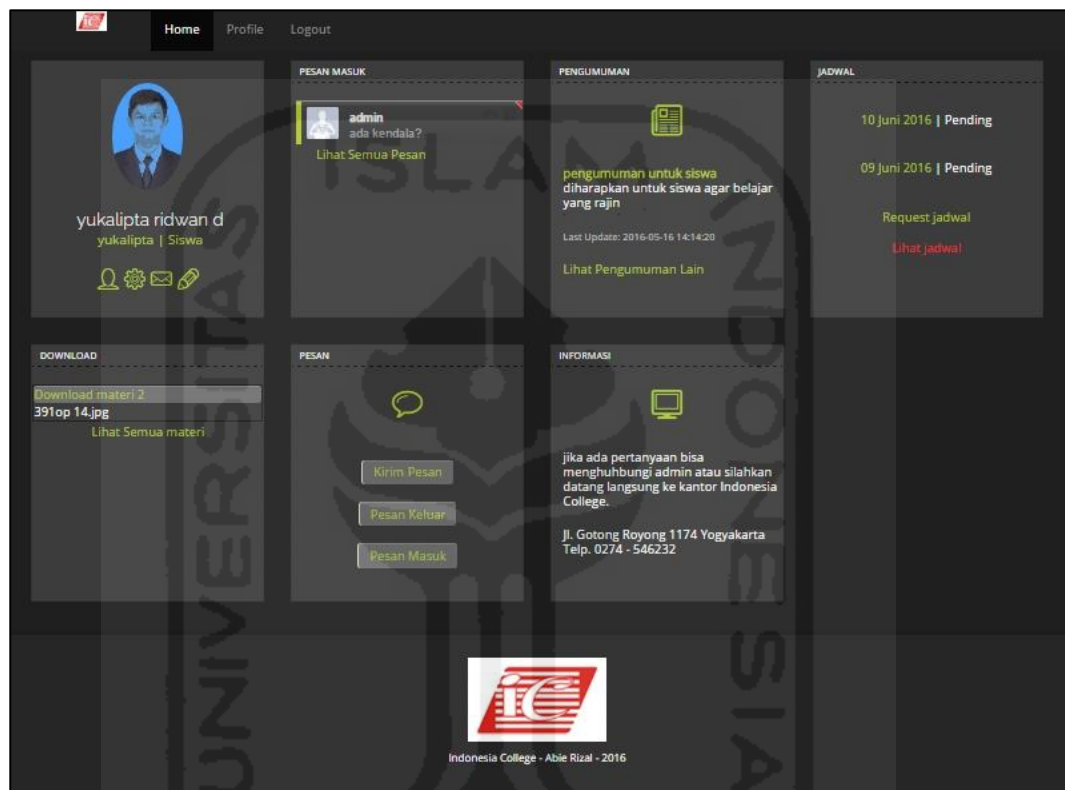 iC
Home Profile Logout
yukalipta ridwan d
yukalipta | Siswa
PESAN MASUK
admin
ada kendala?
Lihat Semua Pesan
PENGUMUMAN
pengumuman untuk siswa
diharapkan untuk siswa agar belajar
yang rajin
Last Update: 2016-05-16 14:14:20
Lihat Pengumuman Lain
JADWAL
10 Juni 2016 | Pending
09 Juni 2016 | Pending
Request jadwal
Lihat jadwal
DOWNLOAD
Download materi 2
391op 14.jpg
Lihat Semua materi
PESAN
Kirim Pesan
Pesan Keluar
Pesan Masuk
INFORMASI
jika ada pertanyaan bisa
menghuhbungi admin atau silahkan
datang langsung ke kantor Indonesia
College.
Jl. Gotong Royong 1174 Yogyakarta
Telp. 0274 - 546232
iC
Indonesia College - Abie Rizal - 2016
UNIVERSITAS
ISLAM
INDONESIA